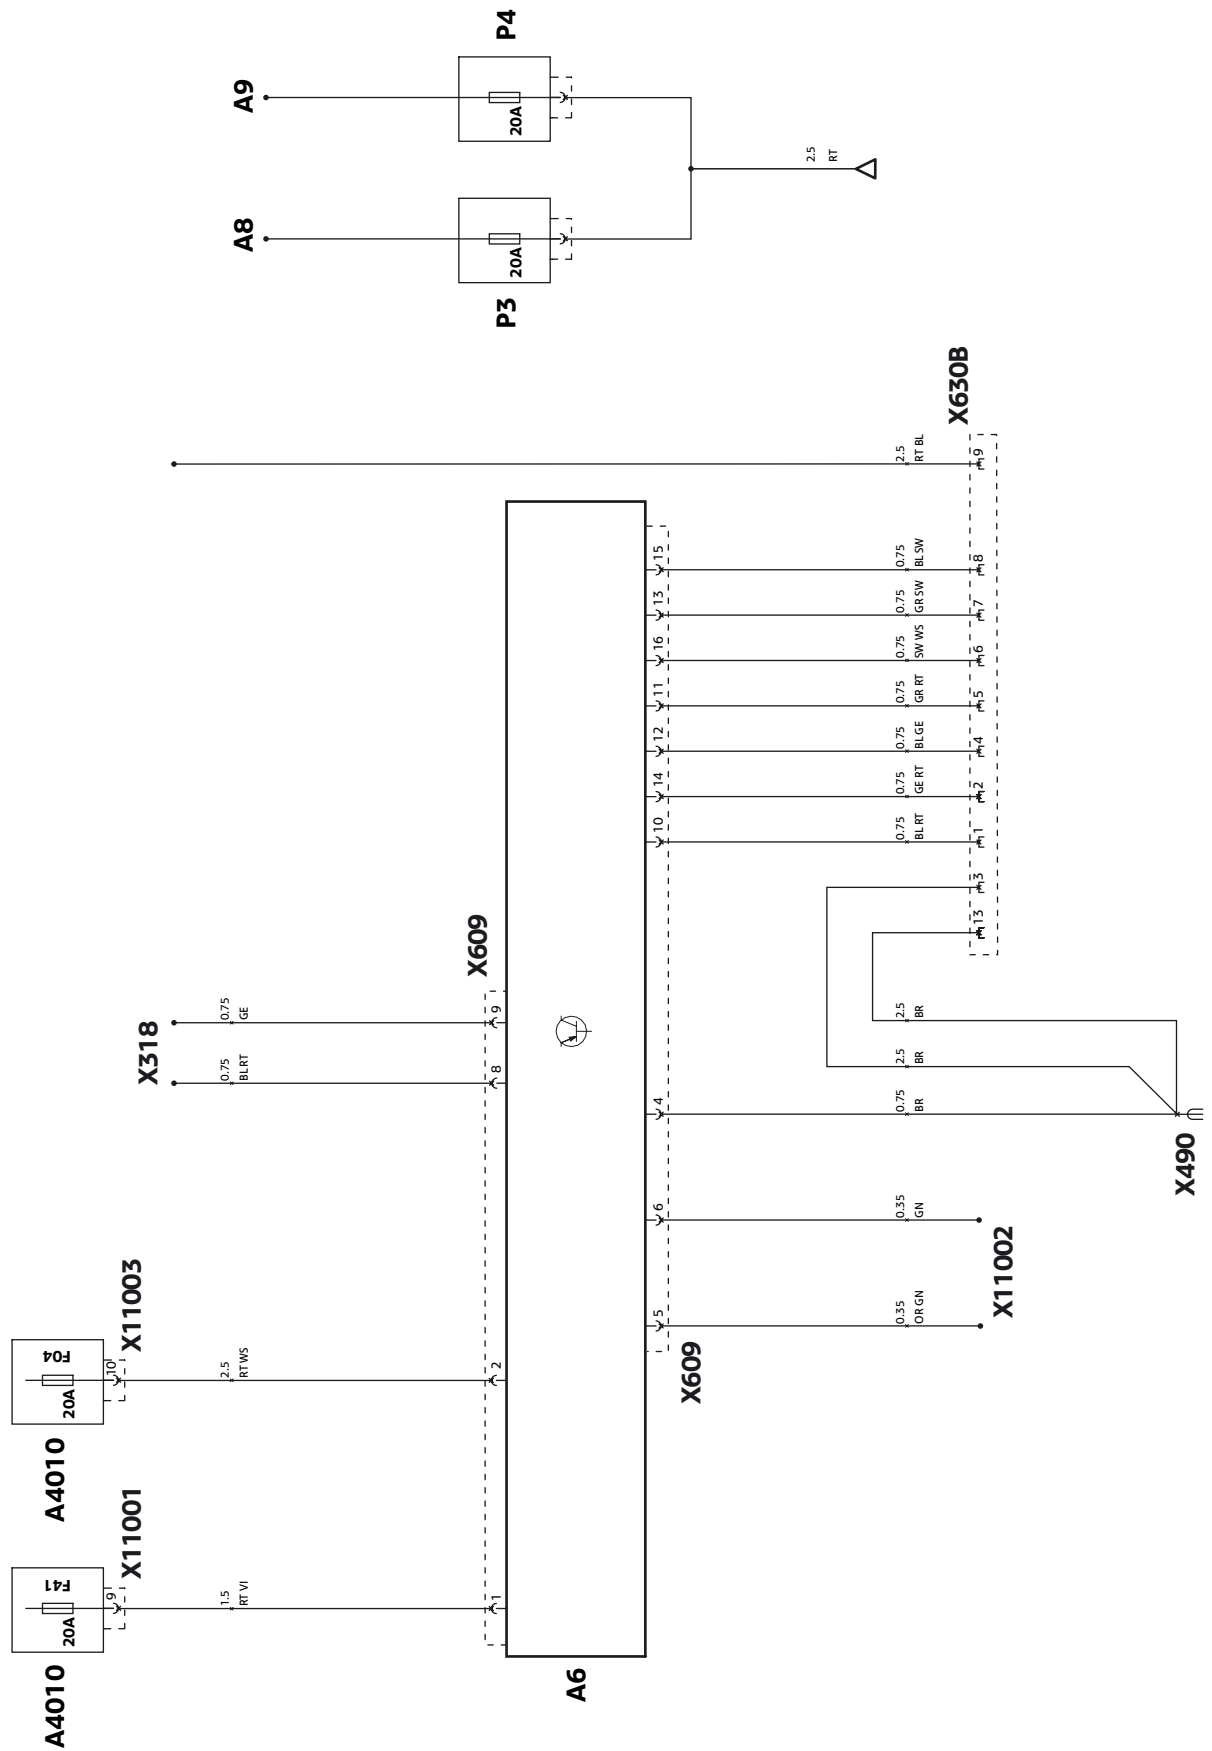 A4010
20A
F41
9
X11001
1.5
RT VI
1
A4010
20A
F04
10
X11003
2.5
RT WS
2
X318
0.75
BL RT
8
0.75
GE
9
X609
A6
X609
5
0.35
OR GN
6
0.35
GN
X11002
4
0.75
BR
2.5
BR
2.5
BR
X490
13
3
10
0.75
BL RT
1
14
0.75
GE RT
2
12
0.75
BL GE
4
11
0.75
GR RT
5
16
0.75
SW WS
6
13
0.75
GR SW
7
15
0.75
BL SW
8
2.5
RT BL
9
X630B
A8
P3
20A
A9
P4
20A
2.5
RT